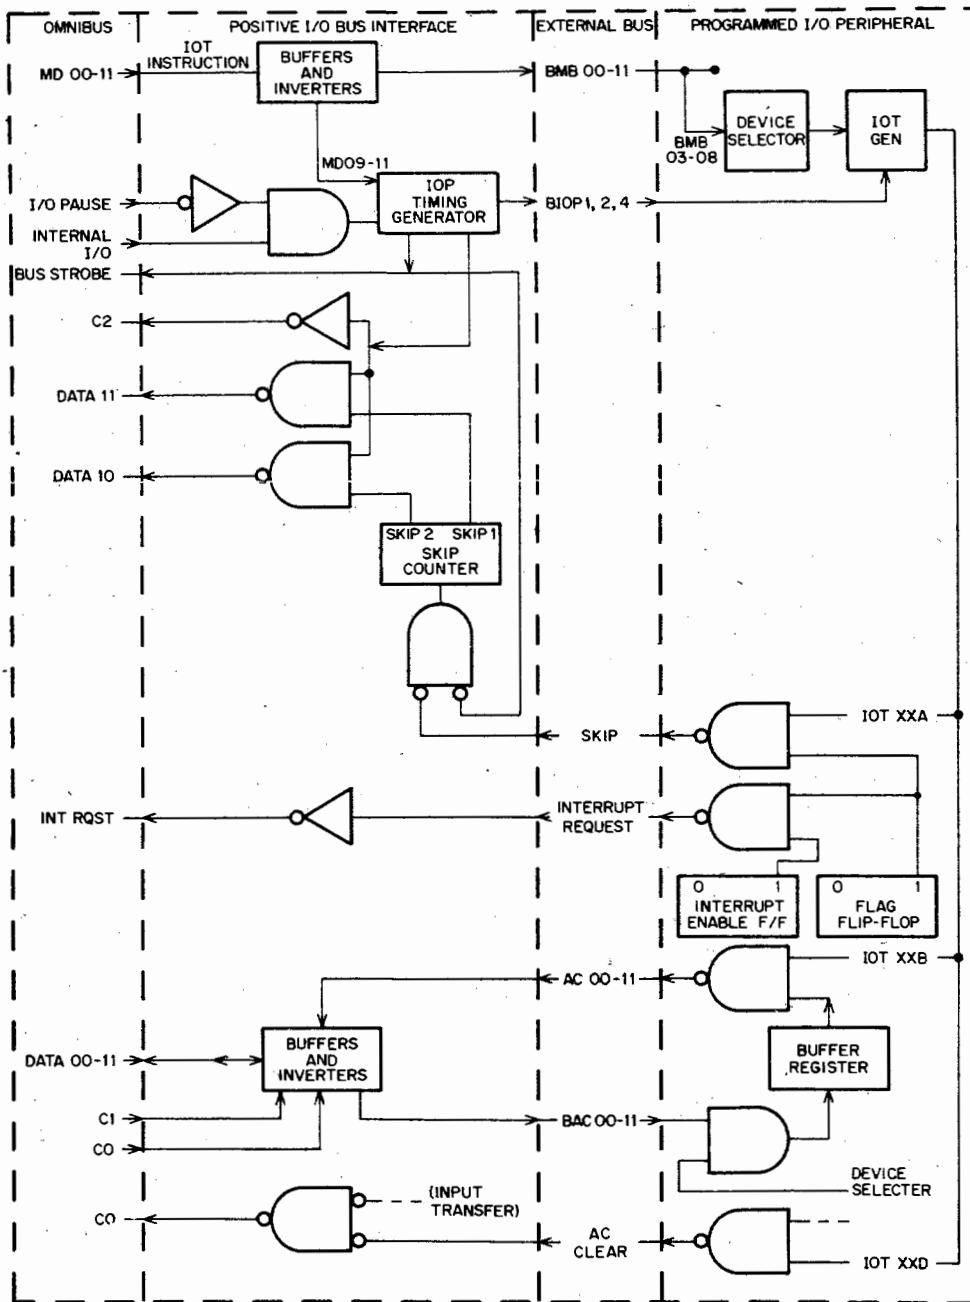 OMNIBUS
POSITIVE I/O BUS INTERFACE
EXTERNAL BUS
PROGRAMMED I/O PERIPHERAL
MD 00-11
IOT
INSTRUCTION
BUFFERS
AND
INVERTERS
BMB 00-11
BMB
03-08
DEVICE
SELECTOR
IOT
GEN
MD09-11
I/O PAUSE
IOP
TIMING
GENERATOR
BIOP 1, 2, 4
INTERNAL
I/O
BUS STROBE
C2
DATA 11
DATA 10
SKIP 2 SKIP 1
SKIP
COUNTER
IOT XXA
SKIP
INT RQST
INTERRUPT
REQUEST
0 1
INTERRUPT
ENABLE F/F
0 1
FLAG
FLIP-FLOP
IOT XXB
AC 00-11
DATA 00-11
BUFFERS
AND
INVERTERS
BUFFER
REGISTER
C1
BAC 00-11
C0
DEVICE
SELECTER
(INPUT
TRANSFER)
C0
AC
CLEAR
IOT XXD